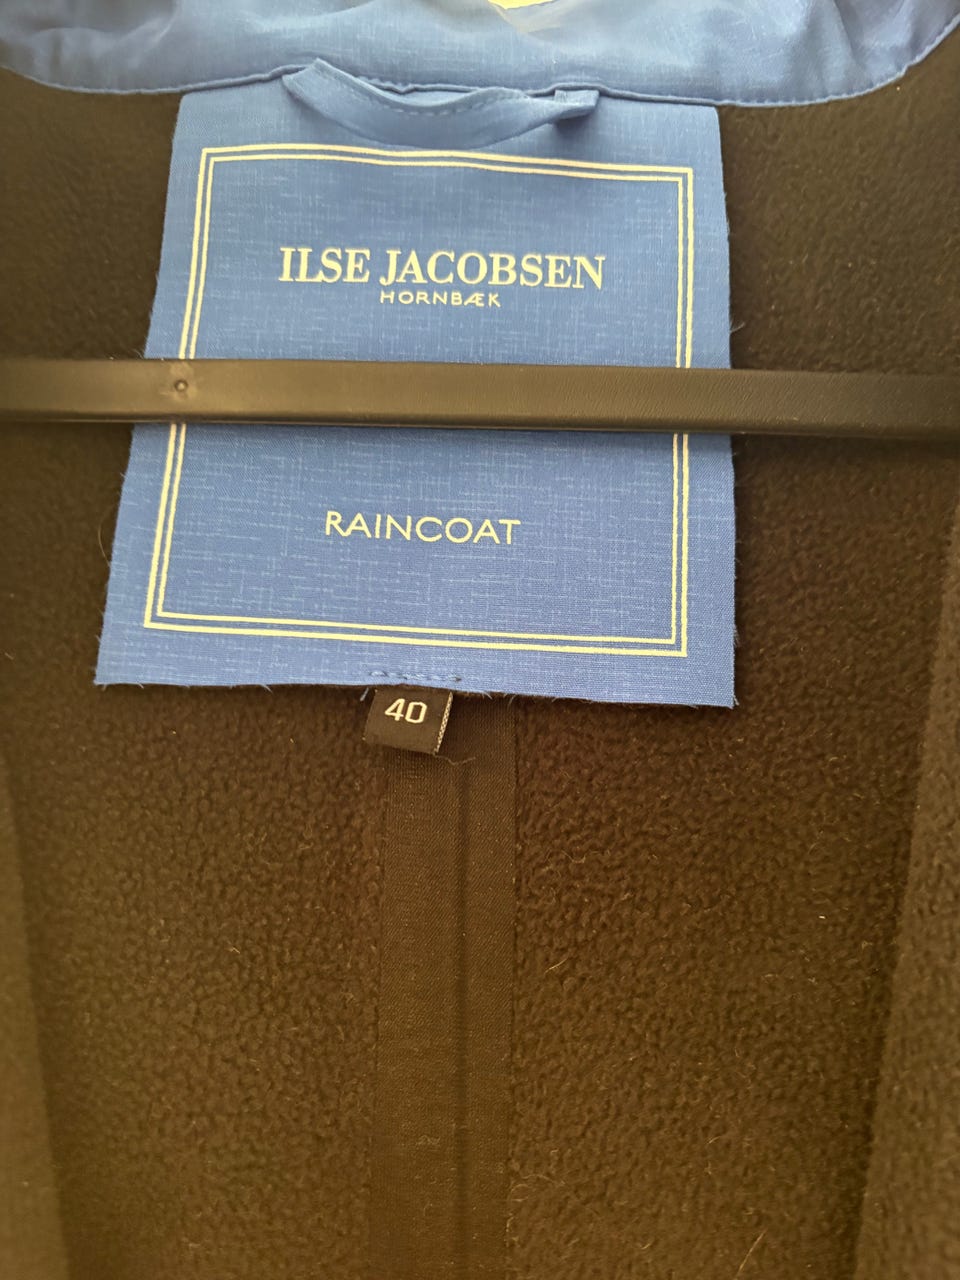 ILSE JACOBSEN
HORNBÆK
RAINCOAT
40